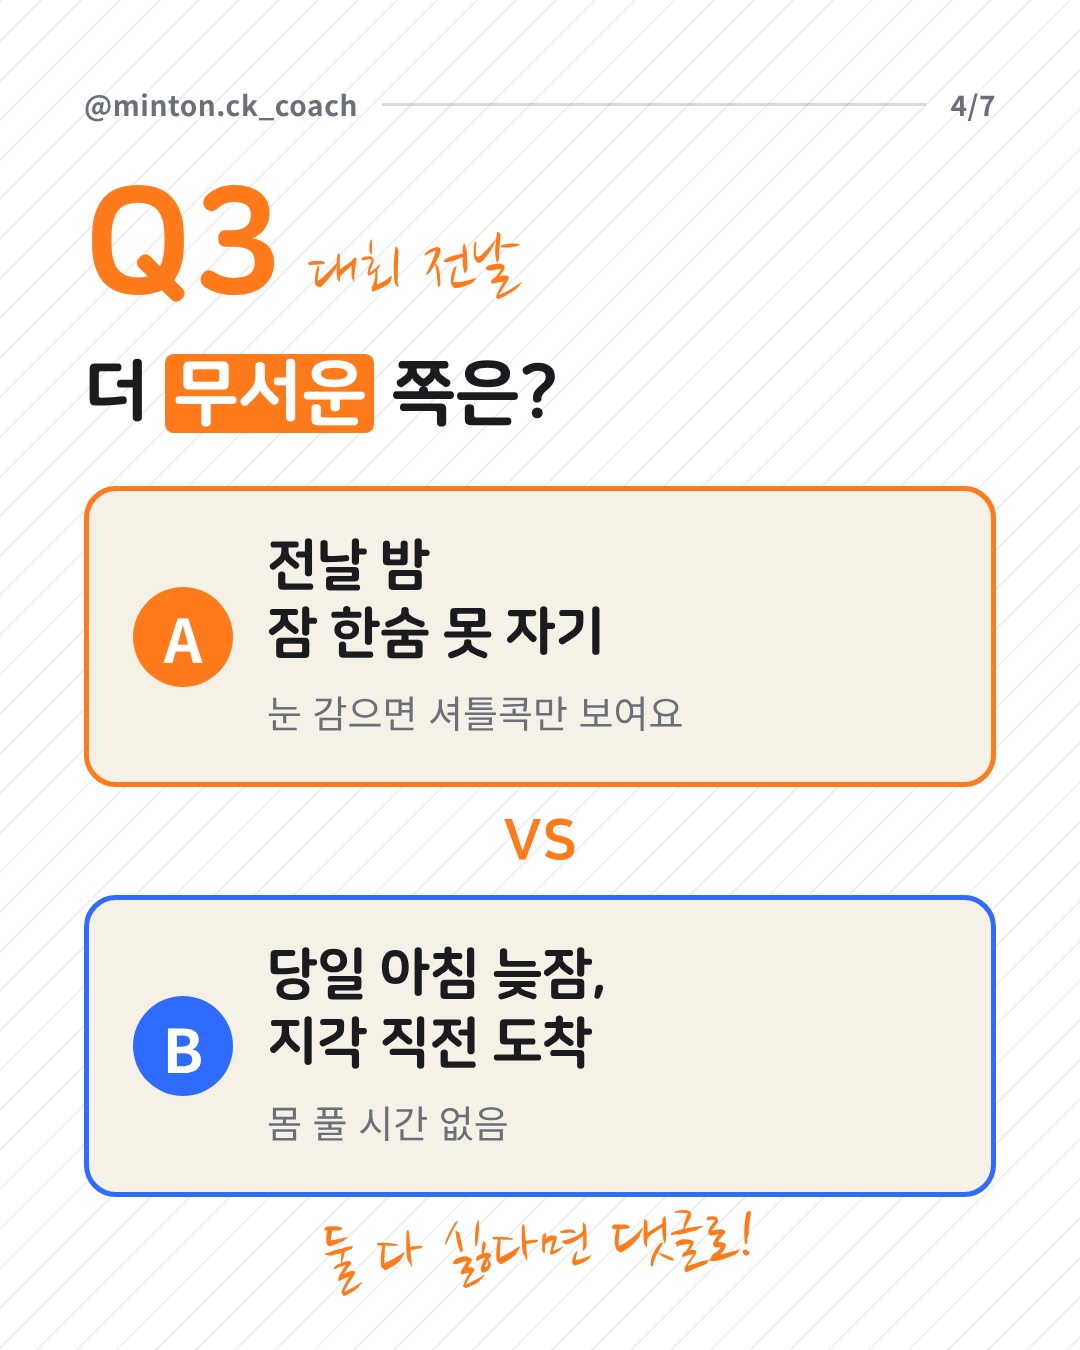 @minton.ck_coach 4/7
Q3 대회 전날
더 무서운 쪽은?
전날 밤
A
잠 한숨 못 자기
눈 감으면 셔틀콕만 보여요
VS
당일 아침 늦잠,
B
지각 직전 도착
몸 풀 시간 없음
둘 다 싫다면 댓글로!